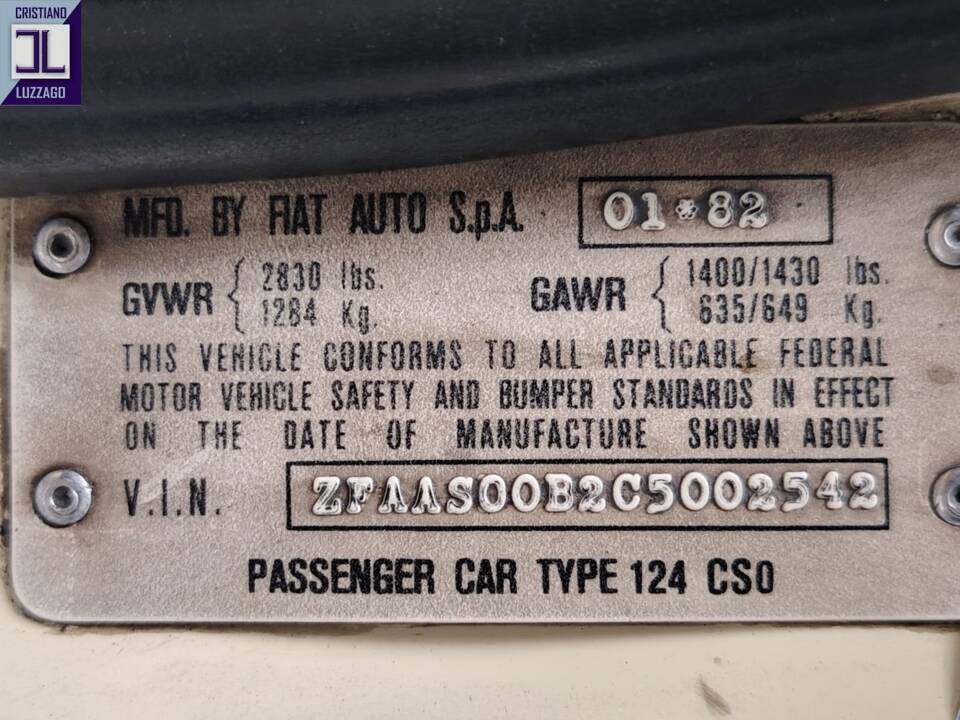 CRISTIANO
LUZZAGO
MFD. BY FIAT AUTO S.p.A. 01*82
GVWR { 2830 lbs. GAWR { 1400/1430 lbs.
1284 Kg. 635/649 Kg.
THIS VEHICLE CONFORMS TO ALL APPLICABLE FEDERAL
MOTOR VEHICLE SAFETY AND BUMPER STANDARDS IN EFFECT
ON THE DATE OF MANUFACTURE SHOWN ABOVE
V.I.N. ZFAAS00B2C5002542
PASSENGER CAR TYPE 124 CS0